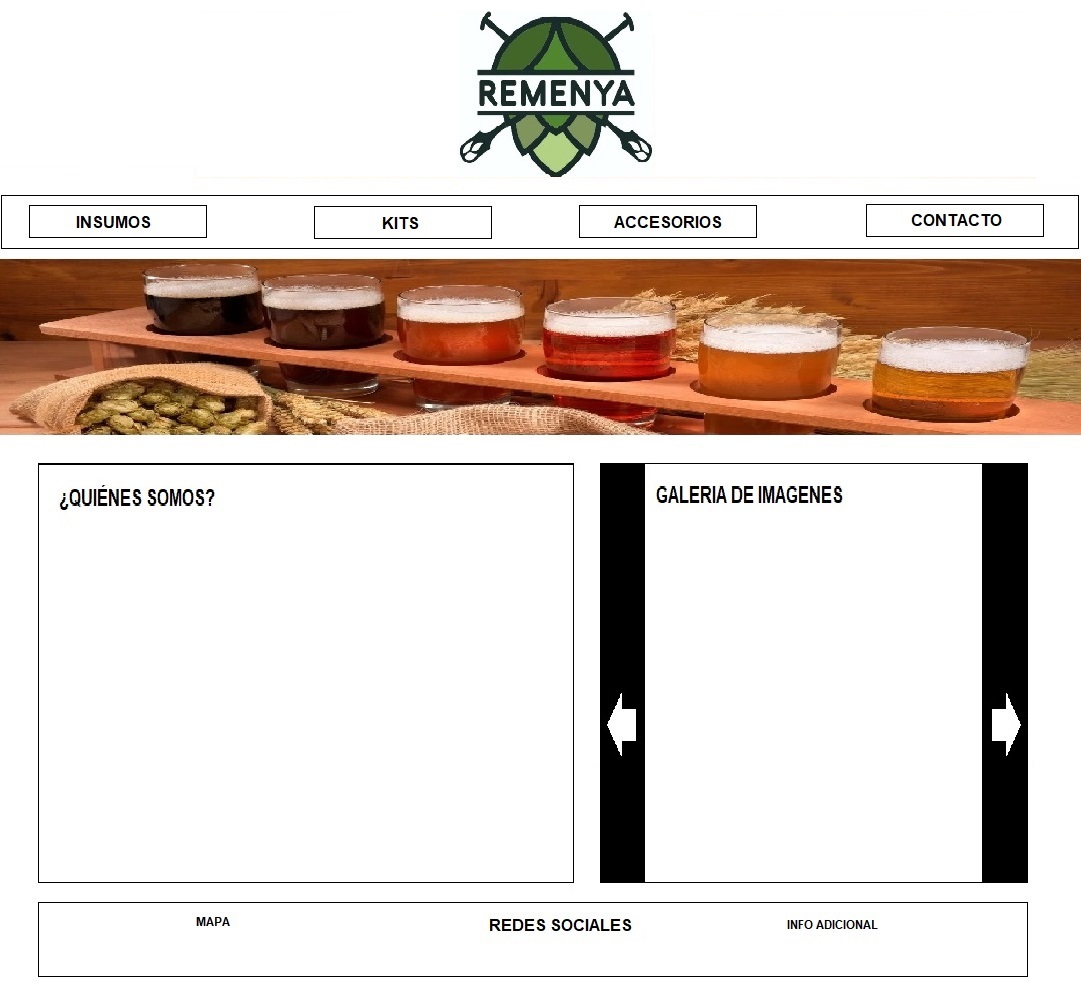 REMENYA
INSUMOS
KITS
ACCESORIOS
CONTACTO
¿QUIÉNES SOMOS?
GALERIA DE IMAGENES
MAPA
REDES SOCIALES
INFO ADICIONAL